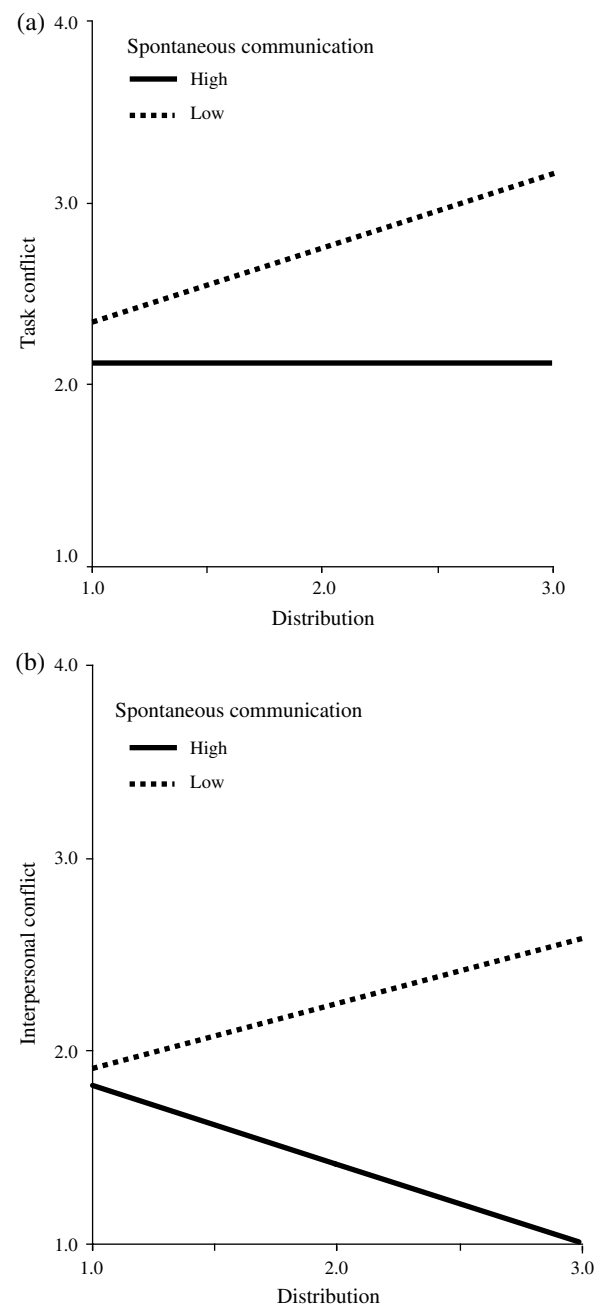 (a)
4.0
Spontaneous communication
High
Low
3.0
Task conflict
2.0
1.0
1.0 2.0 3.0
Distribution
(b)
4.0
Spontaneous communication
High
Low
3.0
Interpersonal conflict
2.0
1.0
1.0 2.0 3.0
Distribution